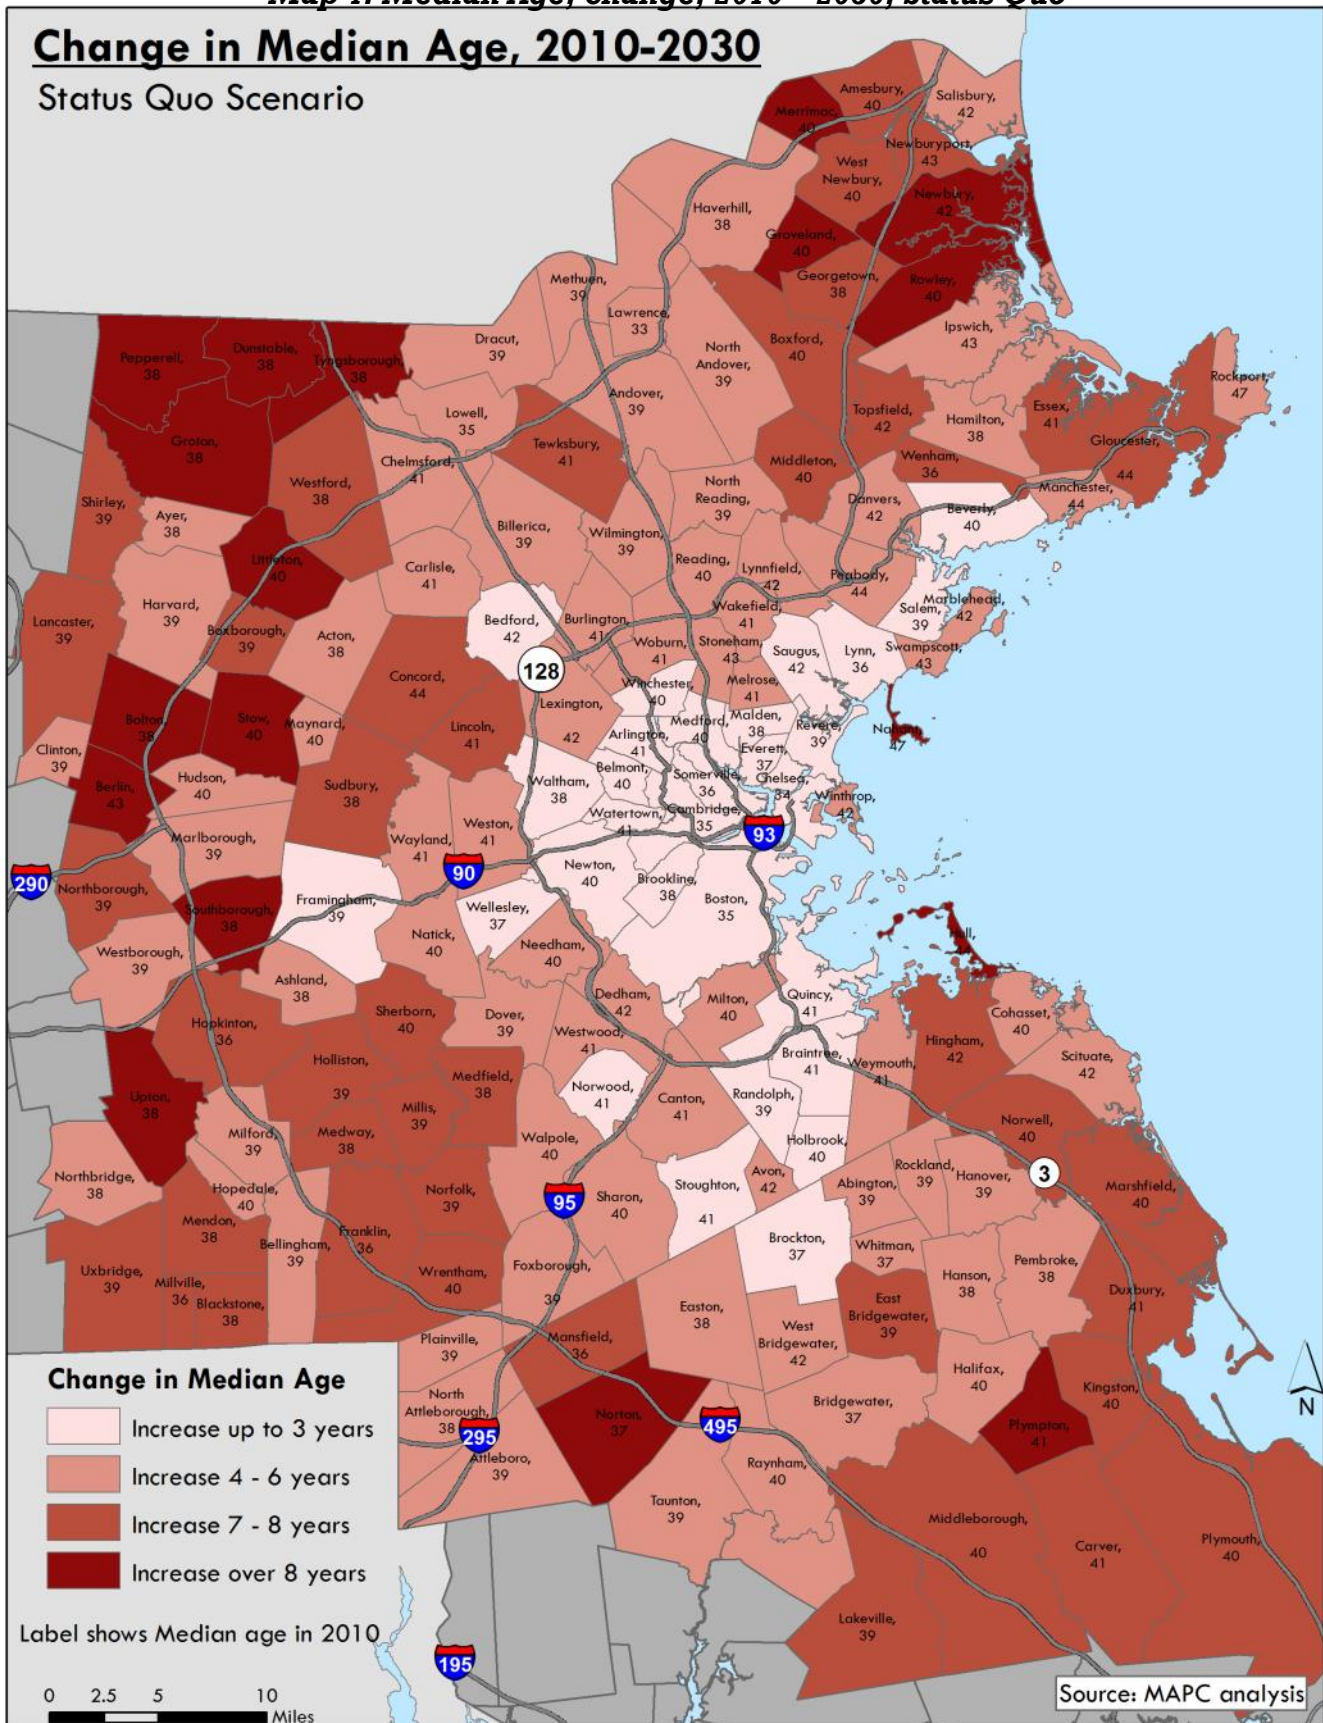 Map 4: Median Age, Change, 2010 – 2030, Status Quo
Change in Median Age, 2010-2030
Status Quo Scenario
Amesbury,
40
Salisbury,
42
Merrimac,
40
Newburyport,
43
West
Newbury,
40
Newbury,
42
Haverhill,
38
Groveland,
40
Georgetown,
38
Rowley,
40
Methuen,
39
Lawrence,
33
Ipswich,
43
Dracut,
39
North
Andover,
39
Boxford,
40
Pepperell,
38
Dunstable,
38
Tyngsborough,
38
Rockport,
47
Andover,
39
Topsfield,
42
Hamilton,
38
Essex,
41
Lowell,
35
Gloucester,
44
Groton,
38
Tewksbury,
41
Chelmsford,
41
Middleton,
40
Wenham,
36
Westford,
38
North
Reading,
39
Danvers,
42
Manchester,
44
Beverly,
40
Shirley,
39
Ayer,
38
Billerica,
39
Wilmington,
39
Littleton,
40
Carlisle,
41
Reading,
40
Lynnfield,
42
Peabody,
44
Salem,
39
Marblehead,
42
Harvard,
39
Wakefield,
41
Lancaster,
39
Boxborough,
39
Acton,
38
Bedford,
42
Burlington,
41
Woburn,
41
Stoneham,
43
Saugus,
42
Lynn,
36
Swampscott,
43
128
Concord,
44
Winchester,
40
Melrose,
41
Bolton,
38
Stow,
40
Maynard,
40
Lincoln,
41
Lexington,
42
Arlington,
41
Medford,
40
Malden,
38
Revere,
39
Nahant,
47
Clinton,
39
Everett,
37
Berlin,
43
Hudson,
40
Sudbury,
38
Waltham,
38
Belmont,
40
Somerville,
36
Chelsea,
34
Winthrop,
42
Watertown,
41
Cambridge,
35
93
Marlborough,
39
Wayland,
41
Weston,
41
90
290
Northborough,
39
Newton,
40
Brookline,
38
Boston,
35
Southborough,
38
Framingham,
39
Wellesley,
37
Natick,
40
Needham,
40
Hull,
44
Westborough,
39
Ashland,
38
Dedham,
42
Milton,
40
Quincy,
41
Hopkinton,
36
Sherborn,
40
Dover,
39
Westwood,
41
Cohasset,
40
Hingham,
42
Scituate,
42
Holliston,
39
Medfield,
38
Norwood,
41
Braintree,
41
Weymouth,
41
Upton,
38
Millis,
39
Canton,
41
Randolph,
39
Milford,
39
Medway,
38
Walpole,
40
Holbrook,
40
Norwell,
40
Northbridge,
38
Hopedale,
40
Norfolk,
39
95
Sharon,
40
Stoughton,
41
Avon,
42
Abington,
39
Rockland,
39
Hanover,
39
3
Marshfield,
40
Mendon,
38
Bellingham,
39
Franklin,
36
Brockton,
37
Whitman,
37
Uxbridge,
39
Millville,
36
Blackstone,
38
Wrentham,
40
Foxborough,
39
Easton,
38
East
Bridgewater,
39
Hanson,
38
Pembroke,
38
Duxbury,
41
West
Bridgewater,
42
Plainville,
39
Mansfield,
36
Halifax,
40
Kingston,
40
North
Attleborough,
38
295
Norton,
37
495
Bridgewater,
37
Plympton,
41
Attleboro,
39
Raynham,
40
Taunton,
39
Middleborough,
40
Carver,
41
Plymouth,
40
Lakeville,
39
195
Change in Median Age
Increase up to 3 years
Increase 4 - 6 years
Increase 7 - 8 years
Increase over 8 years
Label shows Median age in 2010
0 2.5 5 10
Miles
N
Source: MAPC analysis